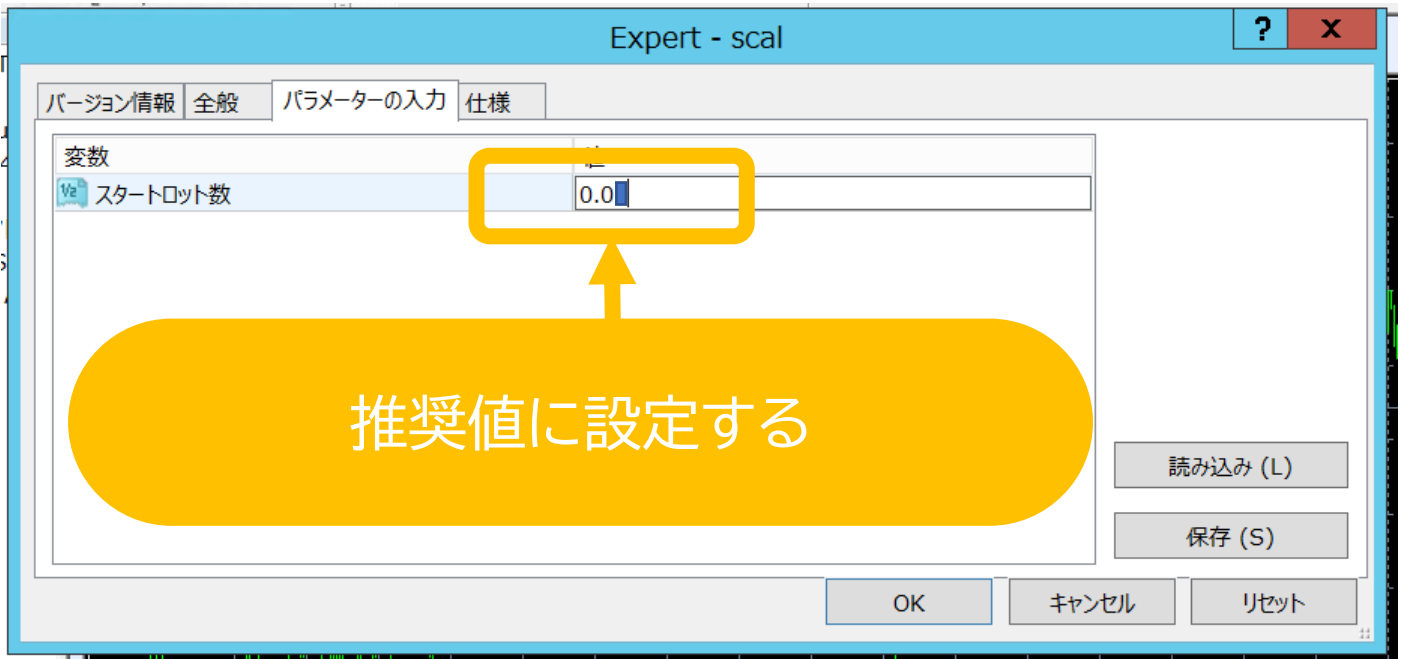 Expert - scal
? X
バージョン情報 全般 パラメーターの入力 仕様
変数
スタートロット数 0.0
推奨値に設定する
読み込み (L)
保存 (S)
OK キャンセル リセット